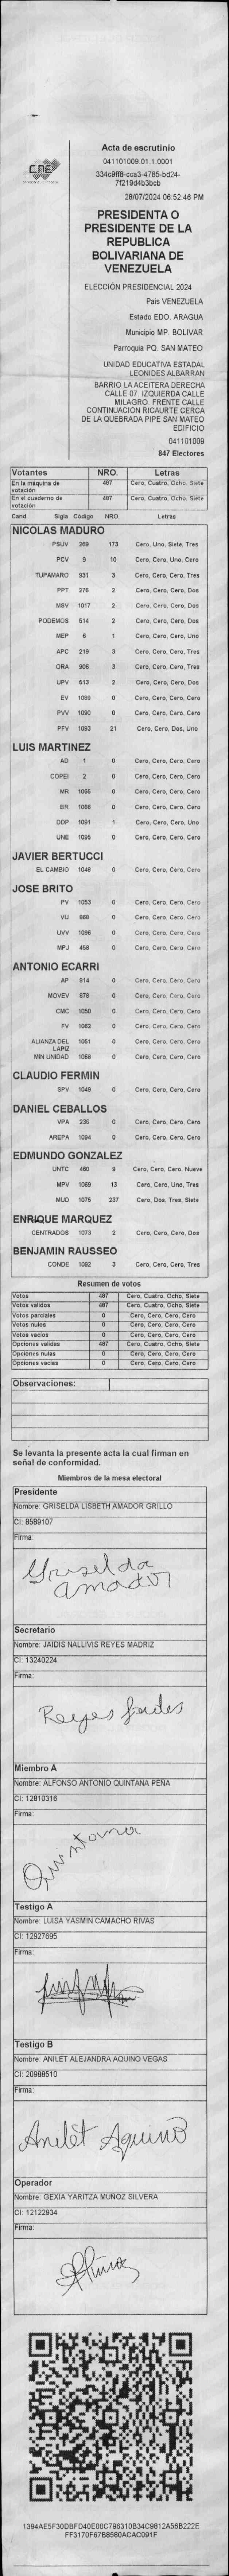 CNE
Acta de escrutinio
041101009.01.1.0001
334c9ff8-cca3-4785-bd24-
7f219d4b3bcb
28/07/2024 06:52:46 PM
PRESIDENTA O
PRESIDENTE DE LA
REPUBLICA
BOLIVARIANA DE
VENEZUELA
ELECCIÓN PRESIDENCIAL 2024
País VENEZUELA
Estado EDO. ARAGUA
Municipio MP. BOLIVAR
Parroquia PQ. SAN MATEO
UNIDAD EDUCATIVA ESTADAL
LEONIDES ALBARRAN
BARRIO LA ACEITERA DERECHA
CALLE 07 IZQUIERDA CALLE
MILAGRO. FRENTE CALLE
CONTINUACION RICAURTE CERCA
DE LA QUEBRADA PIPE SAN MATEO
EDIFICIO
041101009
847 Electores
Votantes NRO. Letras
En la máquina de votación 487 Cero, Cuatro, Ocho, Siete
En el cuaderno de votación 487 Cero, Cuatro, Ocho, Siete
Cand. Sigla Código NRO. Letras
NICOLAS MADURO
PSUV 269 173 Cero, Uno, Siete, Tres
PCV 9 10 Cero, Cero, Uno, Cero
TUPAMARO 931 3 Cero, Cero, Cero, Tres
PPT 276 2 Cero, Cero, Cero, Dos
MSV 1017 2 Cero, Cero, Cero, Dos
PODEMOS 614 2 Cero, Cero, Cero, Dos
MEP 6 1 Cero, Cero, Cero, Uno
APC 219 3 Cero, Cero, Cero, Tres
ORA 906 3 Cero, Cero, Cero, Tres
UPV 613 2 Cero, Cero, Cero, Dos
EV 1089 0 Cero, Cero, Cero, Cero
PVV 1090 0 Cero, Cero, Cero, Cero
PFV 1093 21 Cero, Cero, Dos, Uno
LUIS MARTINEZ
AD 1 0 Cero, Cero, Cero, Cero
COPEI 2 0 Cero, Cero, Cero, Cero
MR 1065 0 Cero, Cero, Cero, Cero
BR 1066 0 Cero, Cero, Cero, Cero
DDP 1091 1 Cero, Cero, Cero, Uno
UNE 1095 0 Cero, Cero, Cero, Cero
JAVIER BERTUCCI
EL CAMBIO 1048 0 Cero, Cero, Cero, Cero
JOSE BRITO
PV 1053 0 Cero, Cero, Cero, Cero
VU 868 0 Cero, Cero, Cero, Cero
UVV 1096 0 Cero, Cero, Cero, Cero
MPJ 458 0 Cero, Cero, Cero, Cero
ANTONIO ECARRI
AP 914 0 Cero, Cero, Cero, Cero
MOVEV 878 0 Cero, Cero, Cero, Cero
CMC 1050 0 Cero, Cero, Cero, Cero
FV 1062 0 Cero, Cero, Cero, Cero
ALIANZA DEL LAPIZ 1051 0 Cero, Cero, Cero, Cero
MIN UNIDAD 1068 0 Cero, Cero, Cero, Cero
CLAUDIO FERMIN
SPV 1049 0 Cero, Cero, Cero, Cero
DANIEL CEBALLOS
VPA 235 0 Cero, Cero, Cero, Cero
AREPA 1094 0 Cero, Cero, Cero, Cero
EDMUNDO GONZALEZ
UNTC 460 9 Cero, Cero, Cero, Nueve
MPV 1069 13 Cero, Cero, Uno, Tres
MUD 1075 237 Cero, Dos, Tres, Siete
ENRIQUE MARQUEZ
CENTRADOS 1073 2 Cero, Cero, Cero, Dos
BENJAMIN RAUSSEO
CONDE 1092 3 Cero, Cero, Cero, Tres
Resumen de votos
Votos 487 Cero, Cuatro, Ocho, Siete
Votos validos 487 Cero, Cuatro, Ocho, Siete
Votos parciales 0 Cero, Cero, Cero, Cero
Votos nulos 0 Cero, Cero, Cero, Cero
Votos vacios 0 Cero, Cero, Cero, Cero
Opciones validas 487 Cero, Cuatro, Ocho, Siete
Opciones nulas 0 Cero, Cero, Cero, Cero
Opciones vacias 0 Cero, Cero, Cero, Cero
Observaciones:
Se levanta la presente acta la cual firman en
señal de conformidad.
Miembros de la mesa electoral
Presidente
Nombre: GRISELDA LISBETH AMADOR GRILLO
CI: 8589107
Firma:
Griselda
Amador
Secretario
Nombre: JAIDIS NALLIVIS REYES MADRIZ
CI: 13240224
Firma:
Reyes Jaides
Miembro A
Nombre: ALFONSO ANTONIO QUINTANA PEÑA
CI: 12810316
Firma:
Quintana
Testigo A
Nombre: LUISA YASMIN CAMACHO RIVAS
CI: 12927695
Firma:
Testigo B
Nombre: ANILET ALEJANDRA AQUINO VEGAS
CI: 20988510
Firma:
Anilet Aquino
Operador
Nombre: GEXIA YARITZA MUÑOZ SILVERA
CI: 12122934
Firma:
1394AE5F30DBFD40E00C796310B34C9812A56B222E
FF3170F67B8580ACAC091F